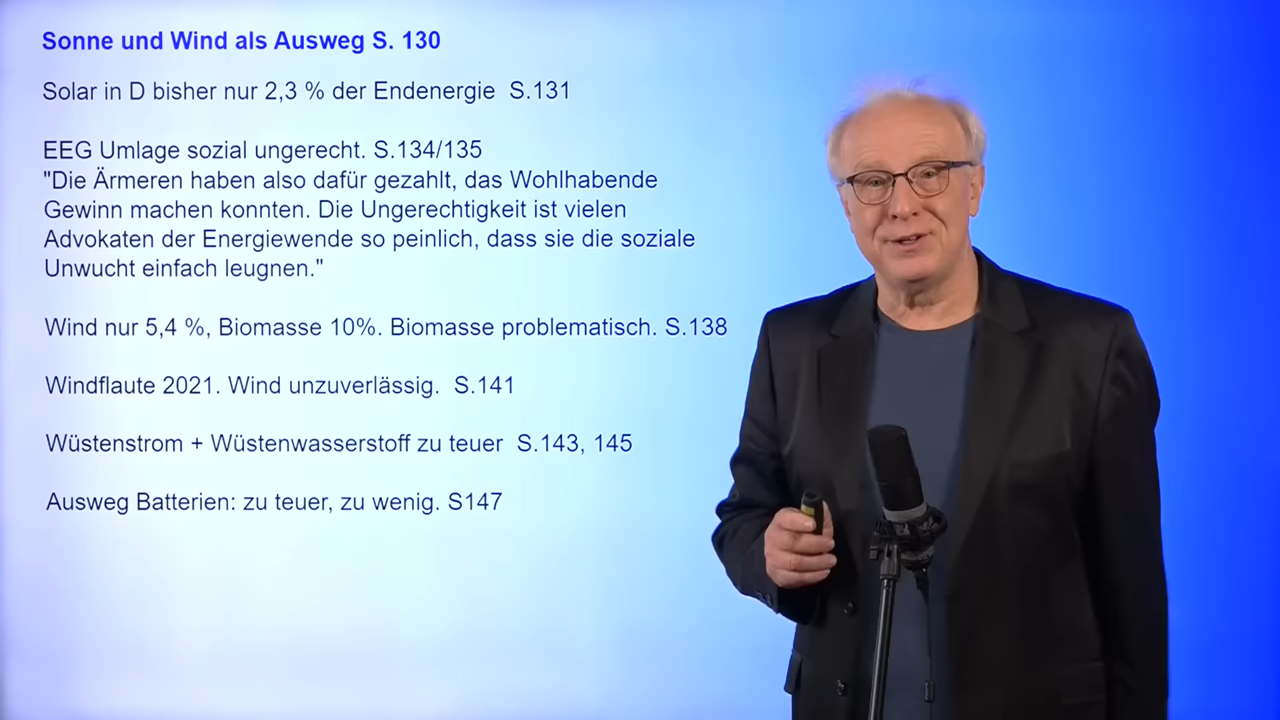 Sonne und Wind als Ausweg S. 130
Solar in D bisher nur 2,3 % der Endenergie S.131
EEG Umlage sozial ungerecht. S.134/135
"Die Ärmeren haben also dafür gezahlt, das Wohlhabende
Gewinn machen konnten. Die Ungerechtigkeit ist vielen
Advokaten der Energiewende so peinlich, dass sie die soziale
Unwucht einfach leugnen."
Wind nur 5,4 %, Biomasse 10%. Biomasse problematisch. S.138
Windflaute 2021. Wind unzuverlässig. S.141
Wüstenstrom + Wüstenwasserstoff zu teuer S.143, 145
Ausweg Batterien: zu teuer, zu wenig. S147